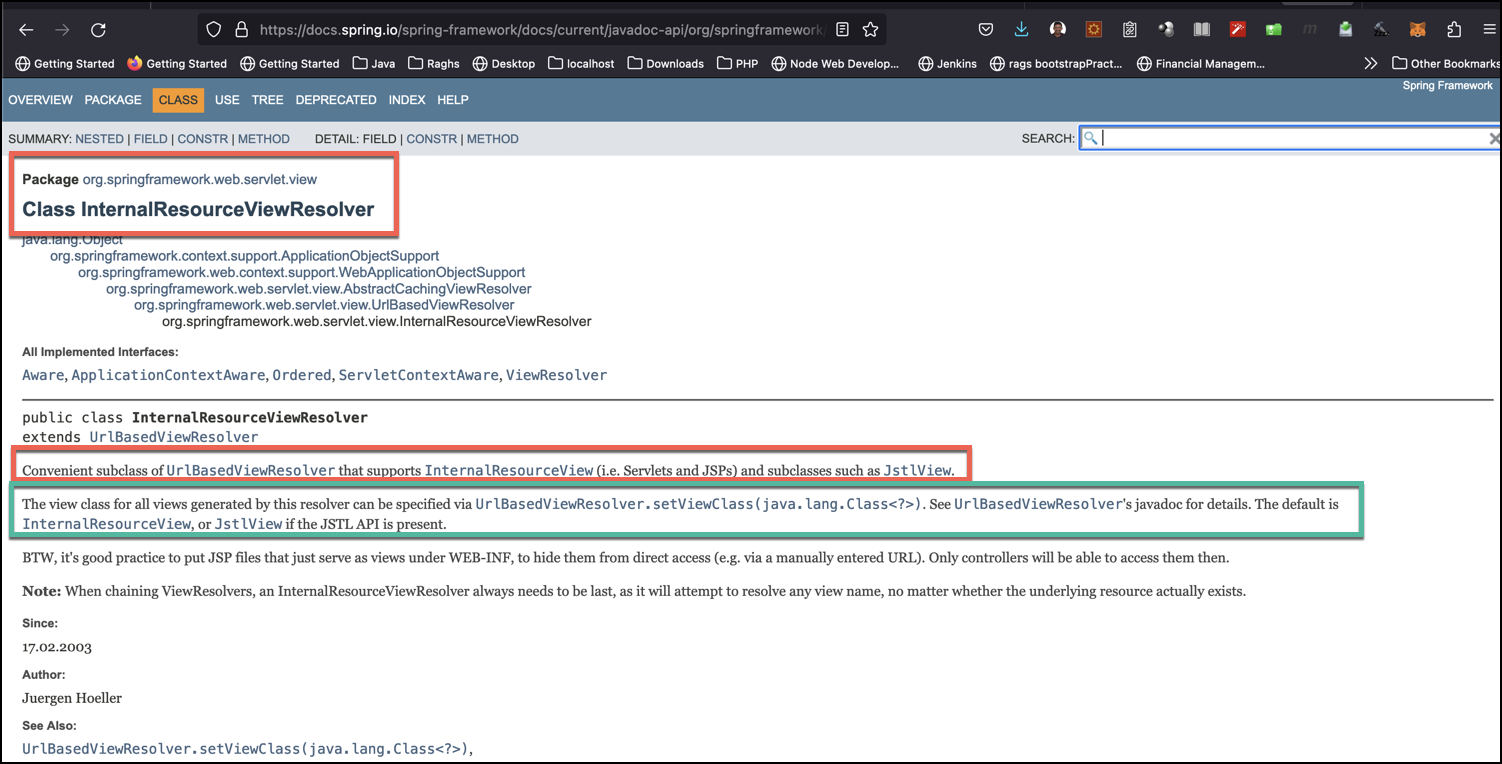 https://docs.spring.io/spring-framework/docs/current/javadoc-api/org/springframework/
Getting Started Getting Started Getting Started Java Raghs Desktop localhost Downloads PHP Node Web Develop... Jenkins rags bootstrapPract... Financial Managem... Other Bookmarks
Spring Framework
OVERVIEW PACKAGE CLASS USE TREE DEPRECATED INDEX HELP
SUMMARY: NESTED | FIELD | CONSTR | METHOD DETAIL: FIELD | CONSTR | METHOD SEARCH:
Package org.springframework.web.servlet.view
Class InternalResourceViewResolver
java.lang.Object
org.springframework.context.support.ApplicationObjectSupport
org.springframework.web.context.support.WebApplicationObjectSupport
org.springframework.web.servlet.view.AbstractCachingViewResolver
org.springframework.web.servlet.view.UrlBasedViewResolver
org.springframework.web.servlet.view.InternalResourceViewResolver
All Implemented Interfaces:
Aware, ApplicationContextAware, Ordered, ServletContextAware, ViewResolver
public class InternalResourceViewResolver
extends UrlBasedViewResolver
Convenient subclass of UrlBasedViewResolver that supports InternalResourceView (i.e. Servlets and JSPs) and subclasses such as JstlView.
The view class for all views generated by this resolver can be specified via UrlBasedViewResolver.setViewClass(java.lang.Class<?>). See UrlBasedViewResolver's javadoc for details. The default is
InternalResourceView, or JstlView if the JSTL API is present.
BTW, it's good practice to put JSP files that just serve as views under WEB-INF, to hide them from direct access (e.g. via a manually entered URL). Only controllers will be able to access them then.
Note: When chaining ViewResolvers, an InternalResourceViewResolver always needs to be last, as it will attempt to resolve any view name, no matter whether the underlying resource actually exists.
Since:
17.02.2003
Author:
Juergen Hoeller
See Also:
UrlBasedViewResolver.setViewClass(java.lang.Class<?>),